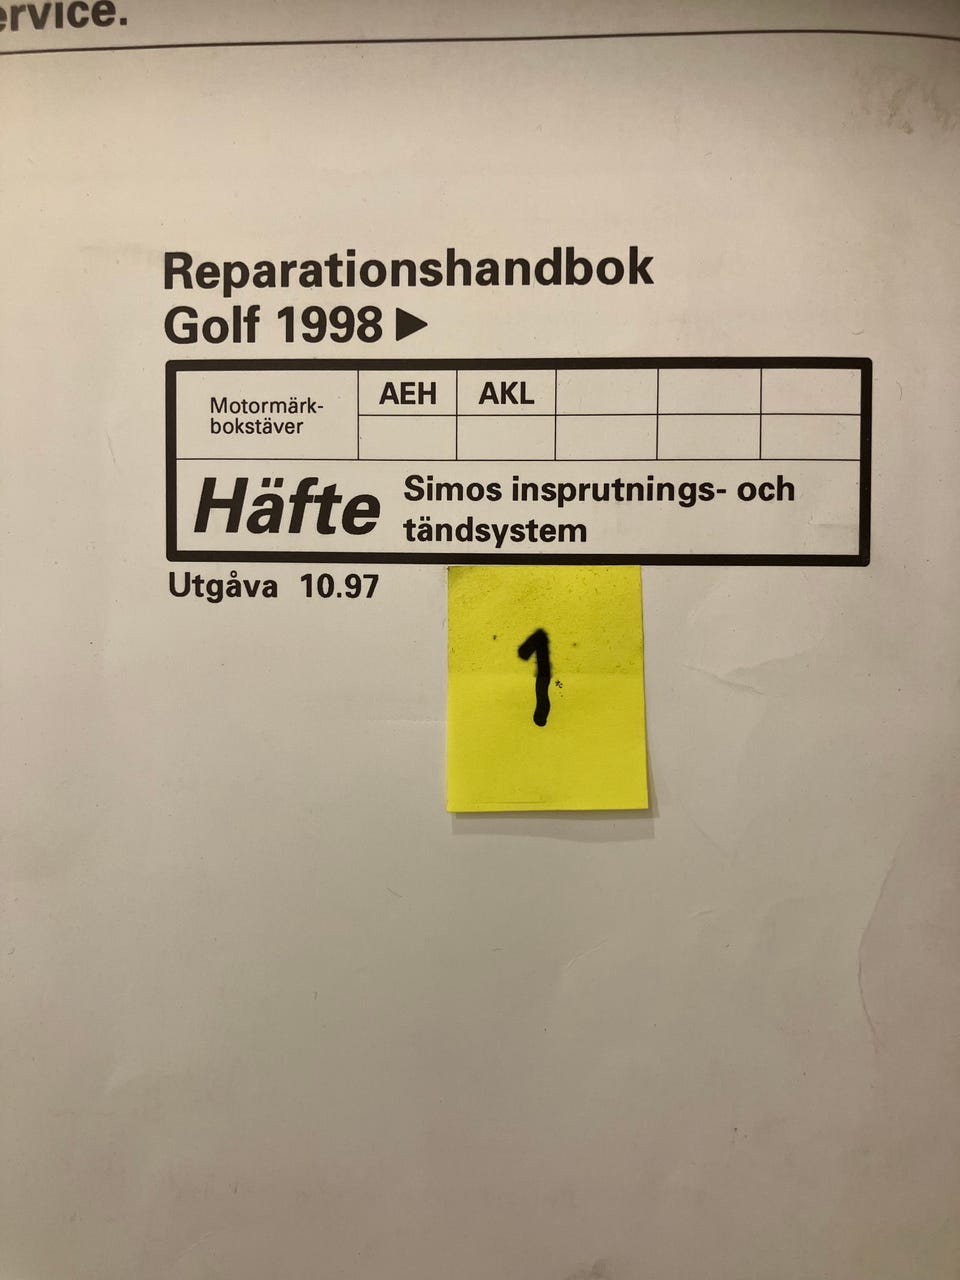 ervice.
Reparationshandbok
Golf 1998 ▶
Motormärk-
bokstäver
AEH AKL
Häfte
Simos insprutnings- och
tändsystem
Utgåva 10.97
1